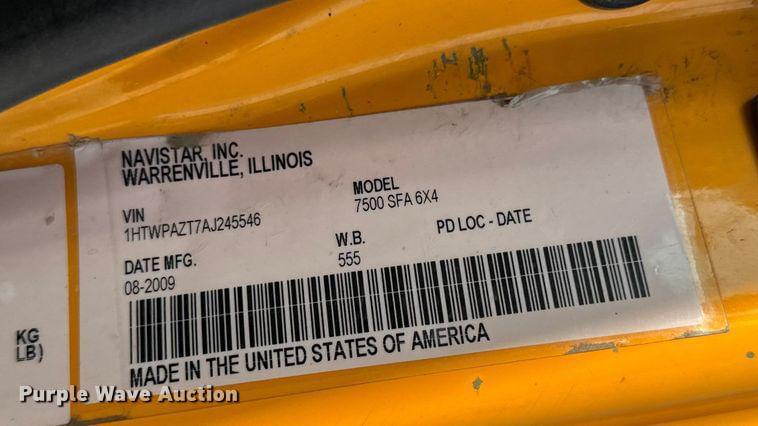 NAVISTAR, INC.
WARRENVILLE, ILLINOIS
VIN
1HTWPAZT7AJ245546
MODEL
7500 SFA 6X4
DATE MFG.
08-2009
W.B.
555
PD LOC - DATE
MADE IN THE UNITED STATES OF AMERICA
KG
LB)
Purple Wave Auction